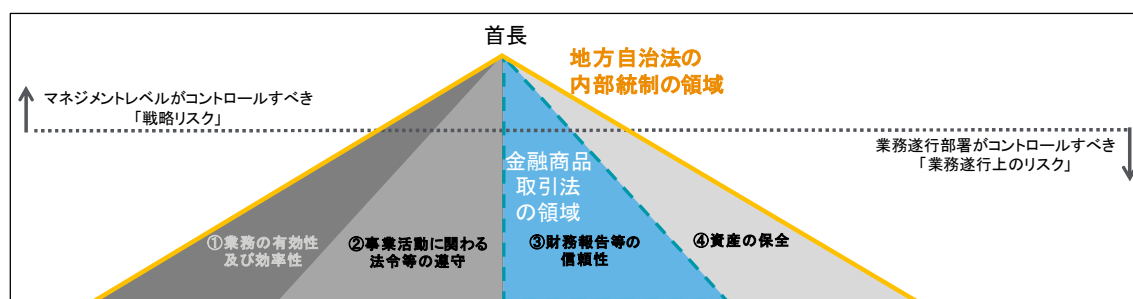 首長
地方自治法の
内部統制の領域
マネジメントレベルがコントロールすべき
「戦略リスク」
業務遂行部署がコントロールすべき
「業務遂行上のリスク」
金融商品
取引法
の領域
①業務の有効性
及び効率性
②事業活動に関わる
法令等の遵守
③財務報告等の
信頼性
④資産の保全